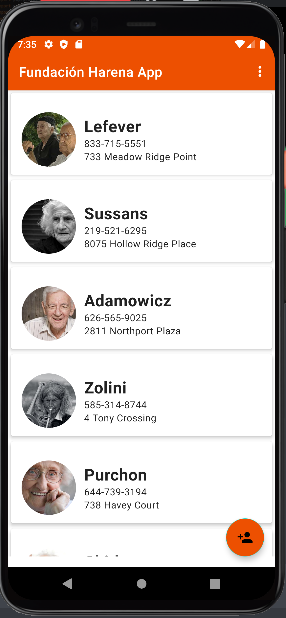 7:35
Fundación Harena App
Lefever
833-715-5551
733 Meadow Ridge Point
Sussans
219-521-6295
8075 Hollow Ridge Place
Adamowicz
626-565-9025
2811 Northport Plaza
Zolini
585-314-8744
4 Tony Crossing
Purchon
644-739-3194
738 Havey Court